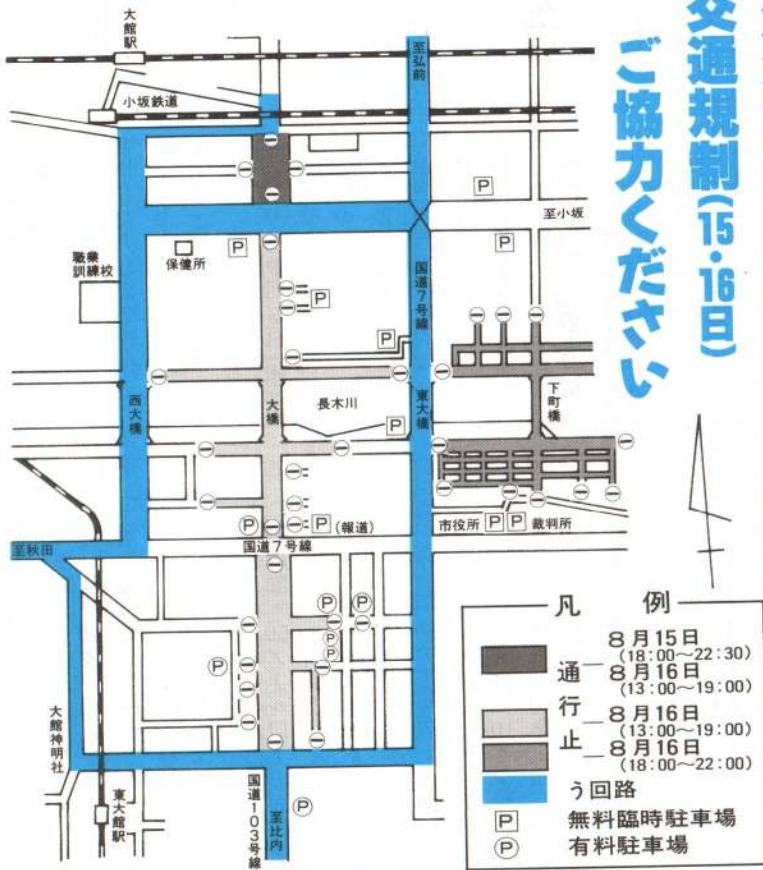 交通規制(15・16日)
ご協力ください
大館駅
小坂鉄道
至弘前
P
至小坂
P
職業
訓練校
保健所
P
P
国道7号線
P
西大橋
大橋
長木川
P
東大橋
下町橋
P
P(報道)
市役所 P P 裁判所
至秋田
国道7号線
P P
P
P
P
大館神明社
東大館駅
国道103号線
至比内
P
凡例
通行止
8月15日
(18:00～22:30)
8月16日
(13:00～19:00)
8月16日
(13:00～19:00)
8月16日
(18:00～22:00)
う回路
P 無料臨時駐車場
P 有料駐車場